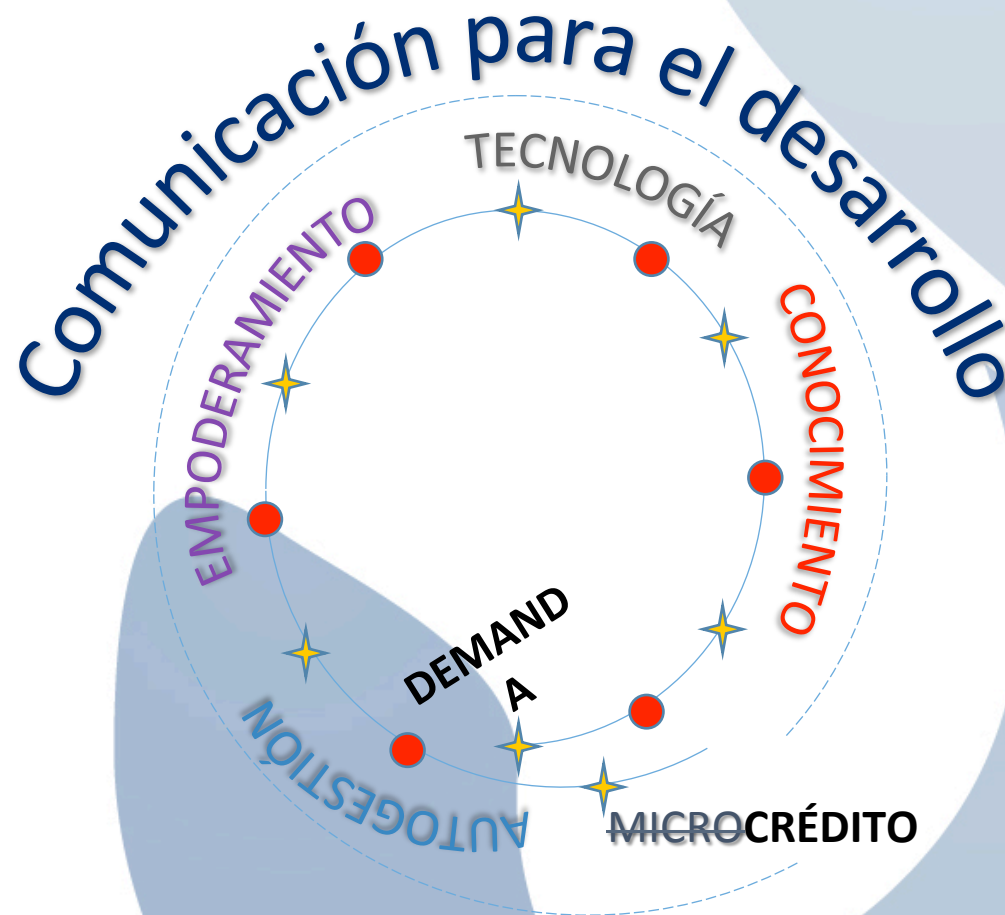 Comunicación para el desarrollo
TECNOLOGÍA
EMPODERAMIENTO
CONOCIMIENTO
DEMAND
A
AUTOGESTIÓN
MICROCRÉDITO